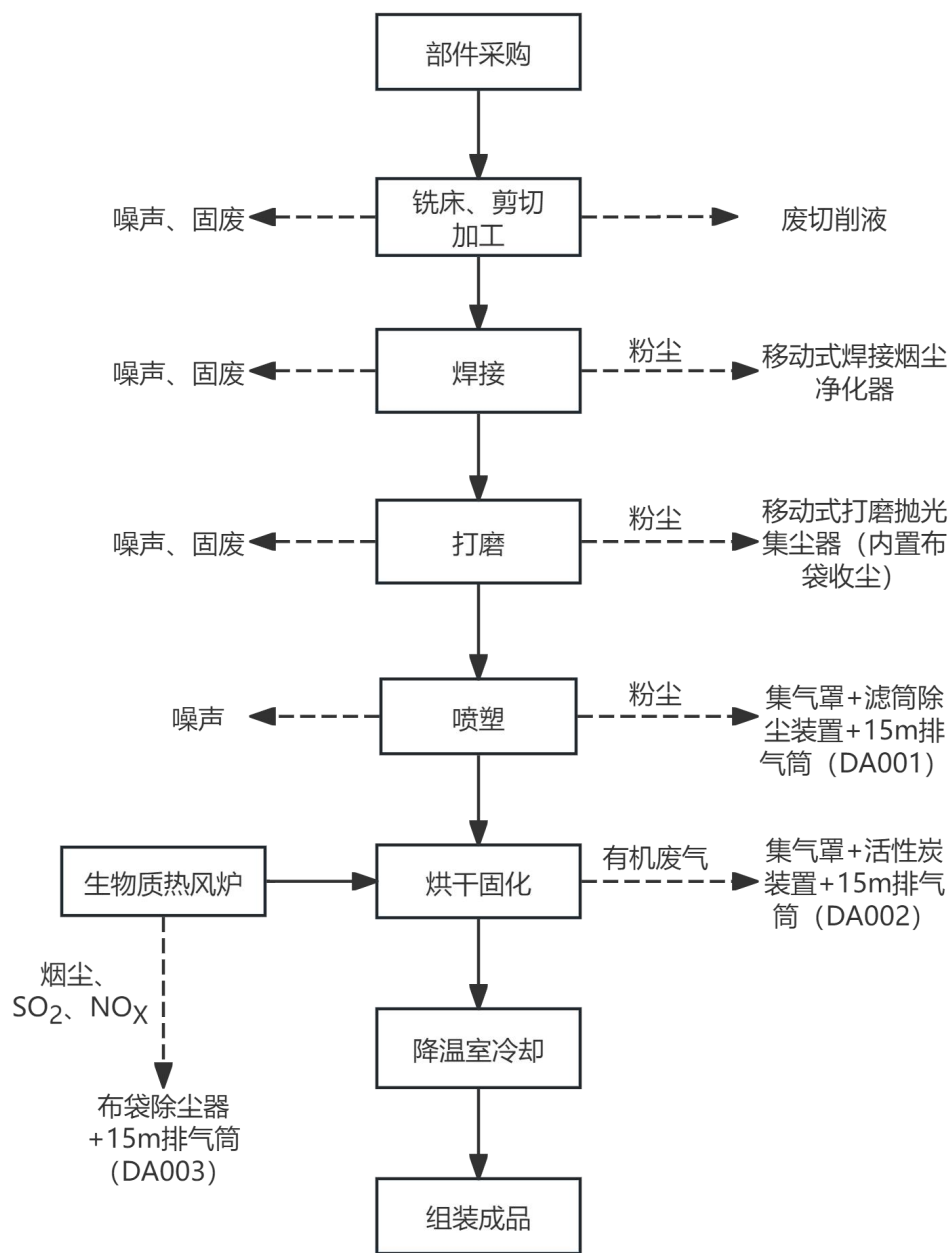 部件采购
噪声、固废
铣床、剪切
加工
废切削液
噪声、固废
焊接
粉尘
移动式焊接烟尘
净化器
噪声、固废
打磨
粉尘
移动式打磨抛光
集尘器（内置布
袋收尘）
噪声
喷塑
粉尘
集气罩+滤筒除
尘装置+15m排
气筒（DA001）
生物质热风炉
烘干固化
有机废气
集气罩+活性炭
装置+15m排气
筒（DA002）
烟尘、
SO2、NOX
布袋除尘器
+15m排气筒
（DA003）
降温室冷却
组装成品